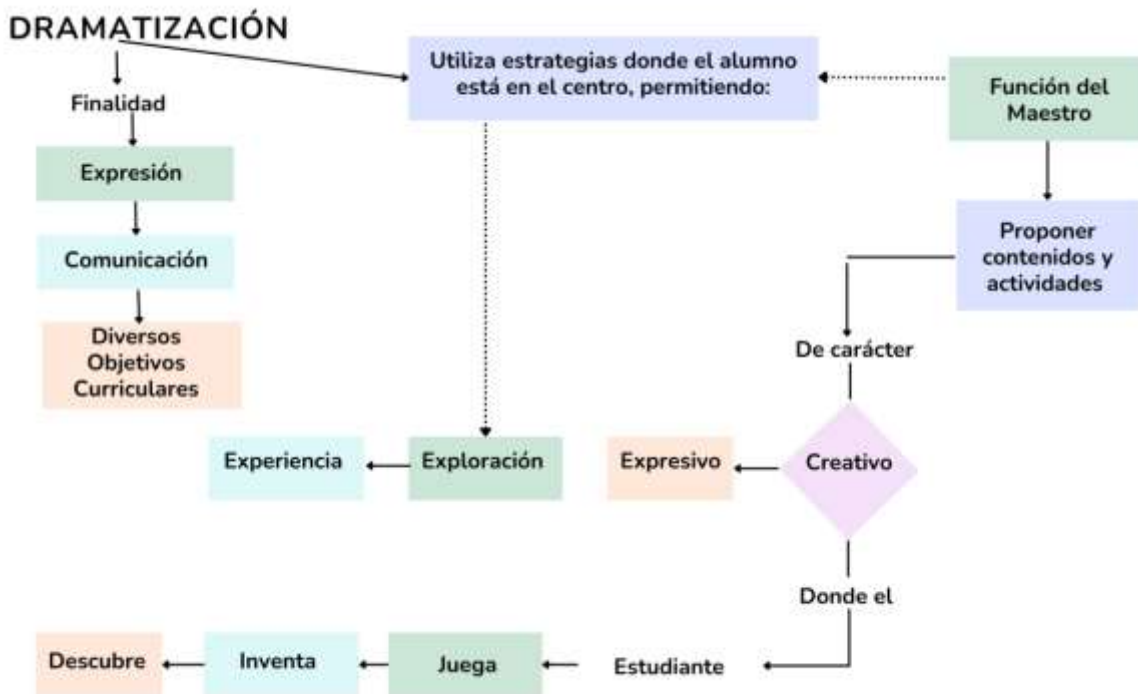 DRAMATIZACIÓN
Utiliza estrategias donde el alumno
está en el centro, permitiendo:
Función del
Maestro
Finalidad
Expresión
Comunicación
Diversos
Objetivos
Curriculares
Proponer
contenidos y
actividades
De carácter
Experiencia
Exploración
Expresivo
Creativo
Donde el
Descubre
Inventa
Juega
Estudiante